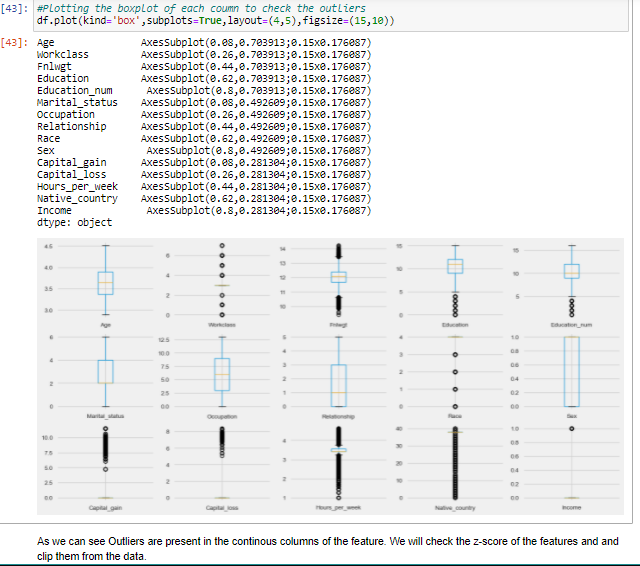 [43]: #Plotting the boxplot of each coumn to check the outliers
df.plot(kind='box',subplots=True,layout=(4,5),figsize=(15,10))
[43]: Age AxesSubplot(0.08,0.703913;0.15x0.176087)
Workclass AxesSubplot(0.26,0.703913;0.15x0.176087)
Fnlwgt AxesSubplot(0.44,0.703913;0.15x0.176087)
Education AxesSubplot(0.62,0.703913;0.15x0.176087)
Education_num AxesSubplot(0.8,0.703913;0.15x0.176087)
Marital_status AxesSubplot(0.08,0.492609;0.15x0.176087)
Occupation AxesSubplot(0.26,0.492609;0.15x0.176087)
Relationship AxesSubplot(0.44,0.492609;0.15x0.176087)
Race AxesSubplot(0.62,0.492609;0.15x0.176087)
Sex AxesSubplot(0.8,0.492609;0.15x0.176087)
Capital_gain AxesSubplot(0.08,0.281304;0.15x0.176087)
Capital_loss AxesSubplot(0.26,0.281304;0.15x0.176087)
Hours_per_week AxesSubplot(0.44,0.281304;0.15x0.176087)
Native_country AxesSubplot(0.62,0.281304;0.15x0.176087)
Income AxesSubplot(0.8,0.281304;0.15x0.176087)
dtype: object
4.5 4.0 3.5 3.0
6 4 2 0
14 13 12 11 10
15 10 5 0
15 10 5
Age Workclass Fnlwgt Education Education_num
6 4 2 0
12.5 10.0 7.5 5.0 2.5 0.0
5 4 3 2 1 0
4 3 2 1 0
1.0 0.8 0.6 0.4 0.2 0.0
Marital_status Occupation Relationship Race Sex
10.0 7.5 5.0 2.5 0.0
8 6 4 2 0
4 3 2 1
40 30 20 10 0
1.0 0.8 0.6 0.4 0.2 0.0
Capital_gain Capital_loss Hours_per_week Native_country Income
As we can see Outliers are present in the continous columns of the feature. We will check the z-score of the features and and
clip them from the data.